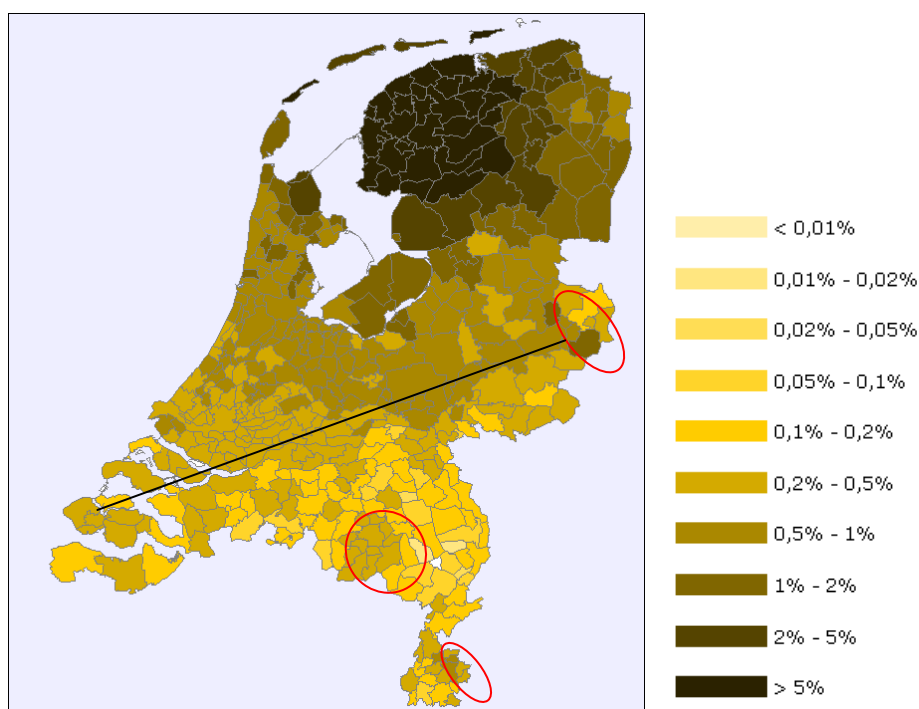 < 0,01%
0,01% - 0,02%
0,02% - 0,05%
0,05% - 0,1%
0,1% - 0,2%
0,2% - 0,5%
0,5% - 1%
1% - 2%
2% - 5%
> 5%